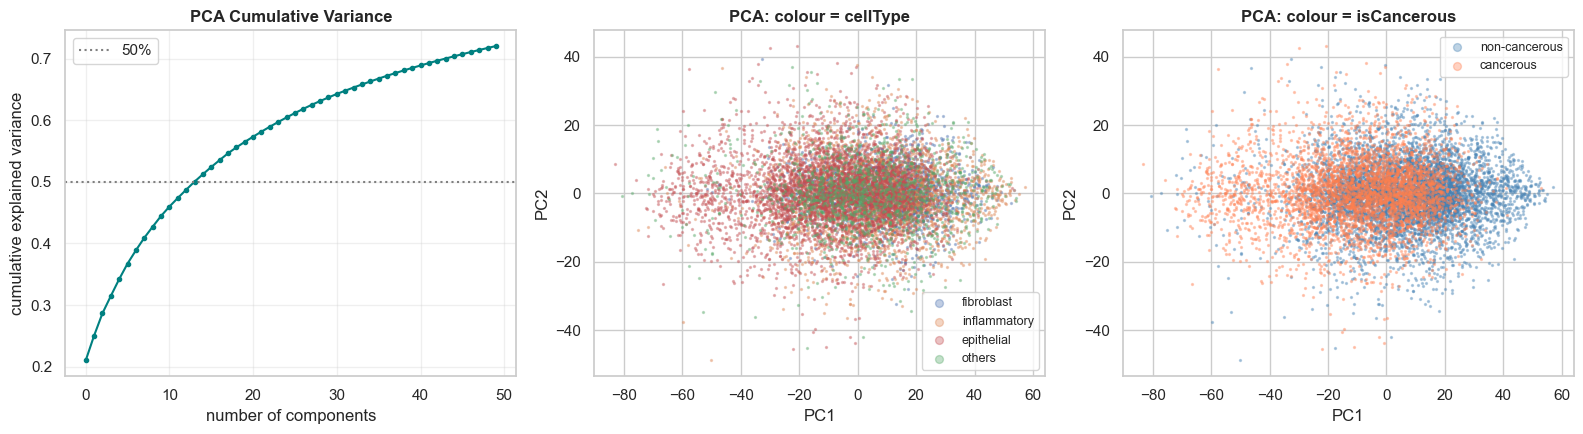 PCA Cumulative Variance
50%
0.7
0.6
0.5
0.4
0.3
0.2
cumulative explained variance
0 10 20 30 40 50
number of components
PCA: colour = cellType
40
20
0
−20
−40
PC2
fibroblast
inflammatory
epithelial
others
−80 −60 −40 −20 0 20 40 60
PC1
PCA: colour = isCancerous
non-cancerous
cancerous
40
20
0
−20
−40
PC2
−80 −60 −40 −20 0 20 40 60
PC1